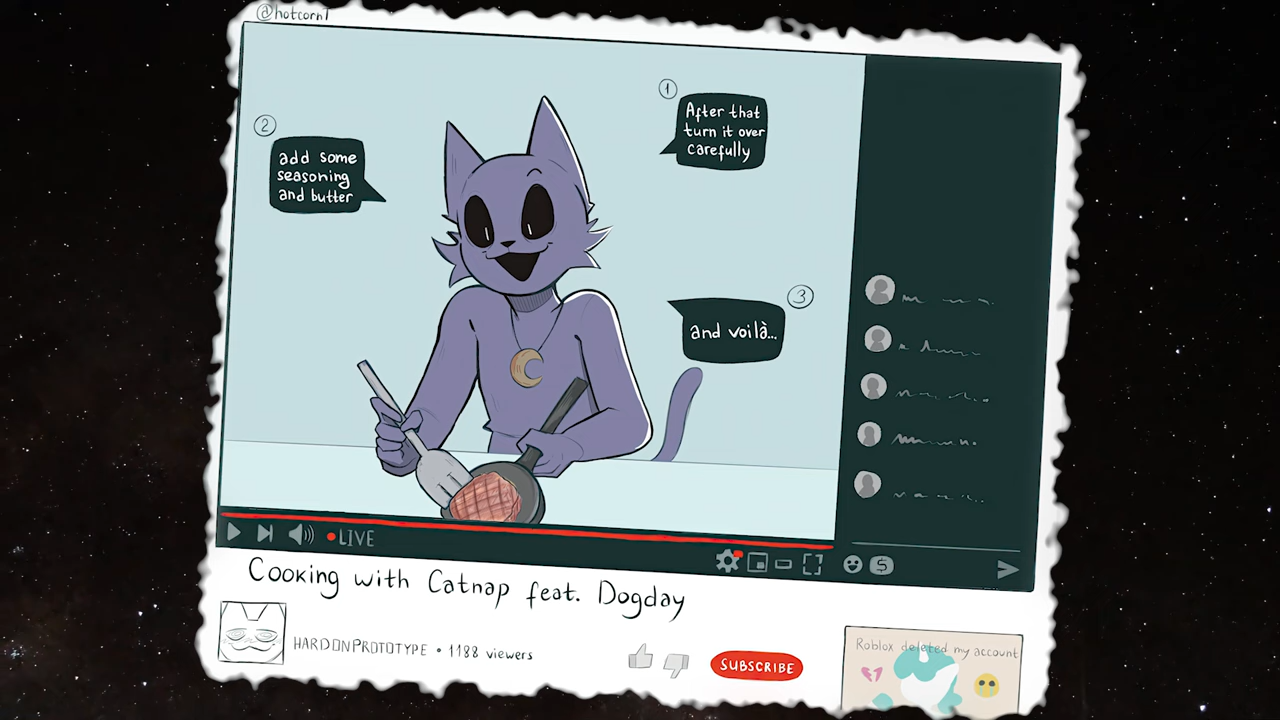 @hotcornT
1
After that
turn it over
carefully
2
add some
seasoning
and butter
3
and voilà...
LIVE
Cooking with Catnap feat. Dogday
HARDONPROTOTYPE • 1188 viewers
SUBSCRIBE
Roblox deleted my account